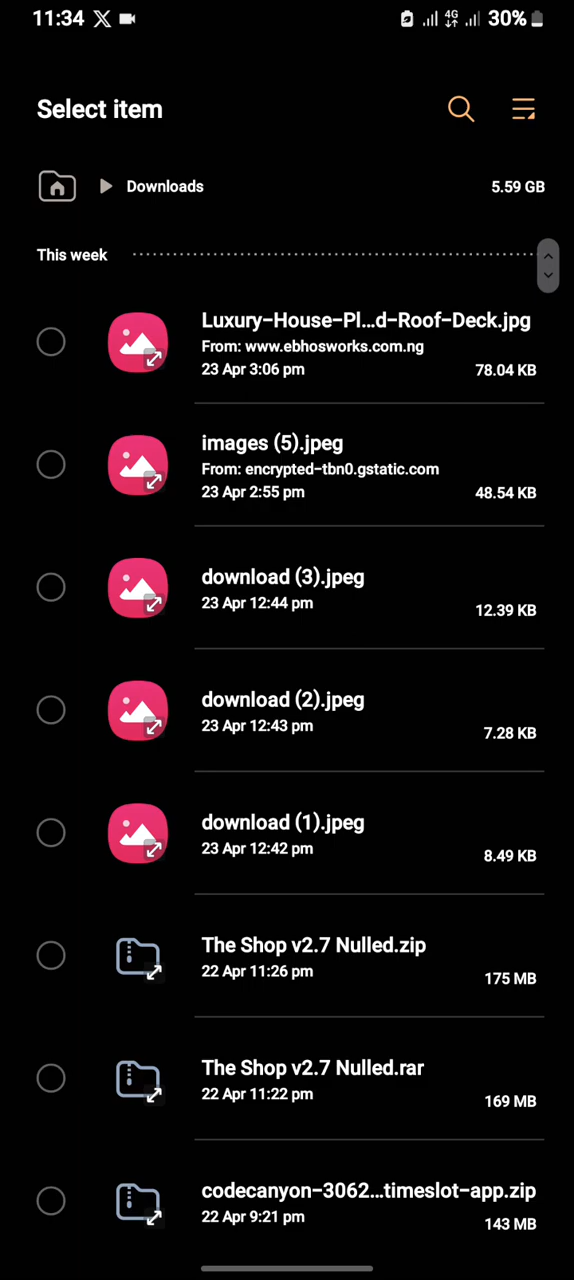 11:34 4G 30%
Select item
Downloads 5.59 GB
This week
Luxury-House-Pl...d-Roof-Deck.jpg
From: www.ebhosworks.com.ng
23 Apr 3:06 pm 78.04 KB
images (5).jpeg
From: encrypted-tbn0.gstatic.com
23 Apr 2:55 pm 48.54 KB
download (3).jpeg
23 Apr 12:44 pm 12.39 KB
download (2).jpeg
23 Apr 12:43 pm 7.28 KB
download (1).jpeg
23 Apr 12:42 pm 8.49 KB
The Shop v2.7 Nulled.zip
22 Apr 11:26 pm 175 MB
The Shop v2.7 Nulled.rar
22 Apr 11:22 pm 169 MB
codecanyon-3062...timeslot-app.zip
22 Apr 9:21 pm 143 MB